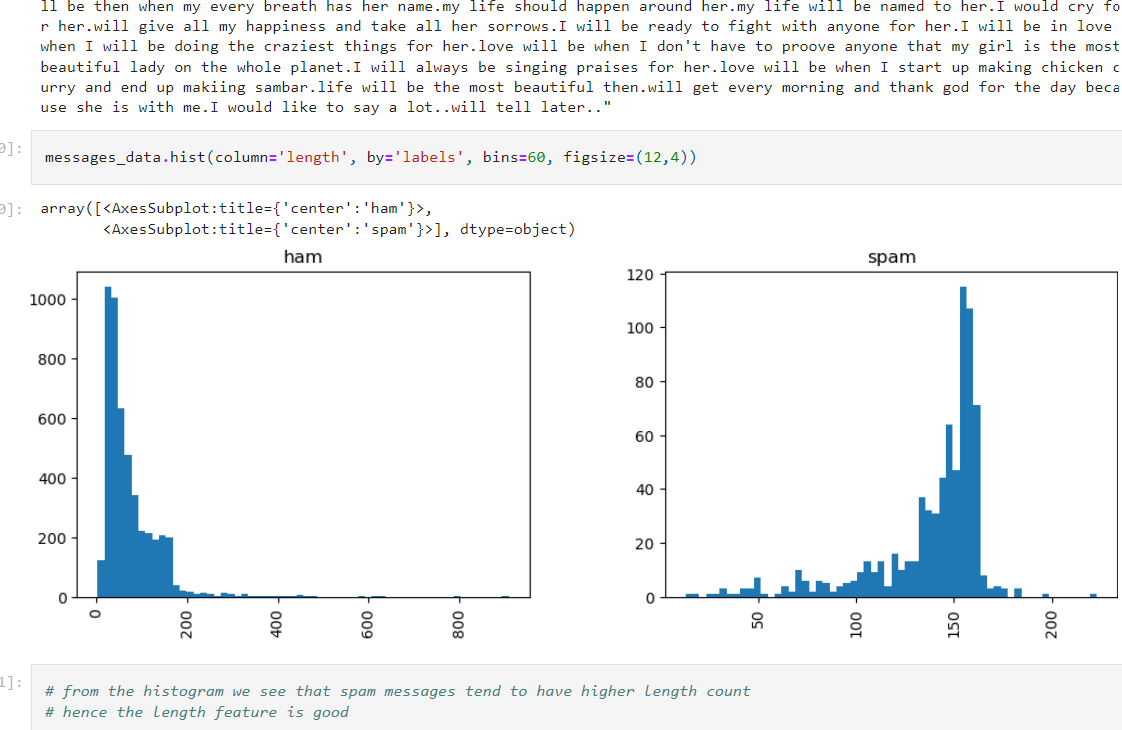 ll be then when my every breath has her name.my life should happen around her.my life will be named to her.I would cry fo
r her.will give all my happiness and take all her sorrows.I will be ready to fight with anyone for her.I will be in love
when I will be doing the craziest things for her.love will be when I don't have to proove anyone that my girl is the most
beautiful lady on the whole planet.I will always be singing praises for her.love will be when I start up making chicken c
urry and end up makiing sambar.life will be the most beautiful then.will get every morning and thank god for the day beca
use she is with me.I would like to say a lot..will tell later.."
0]:
messages_data.hist(column='length', by='labels', bins=60, figsize=(12,4))
0]:
array([<AxesSubplot:title={'center':'ham'}>,
<AxesSubplot:title={'center':'spam'}>], dtype=object)
ham
1000
800
600
400
200
0
0 200 400 600 800
spam
120
100
80
60
40
20
0
50 100 150 200
1]:
# from the histogram we see that spam messages tend to have higher length count
# hence the length feature is good